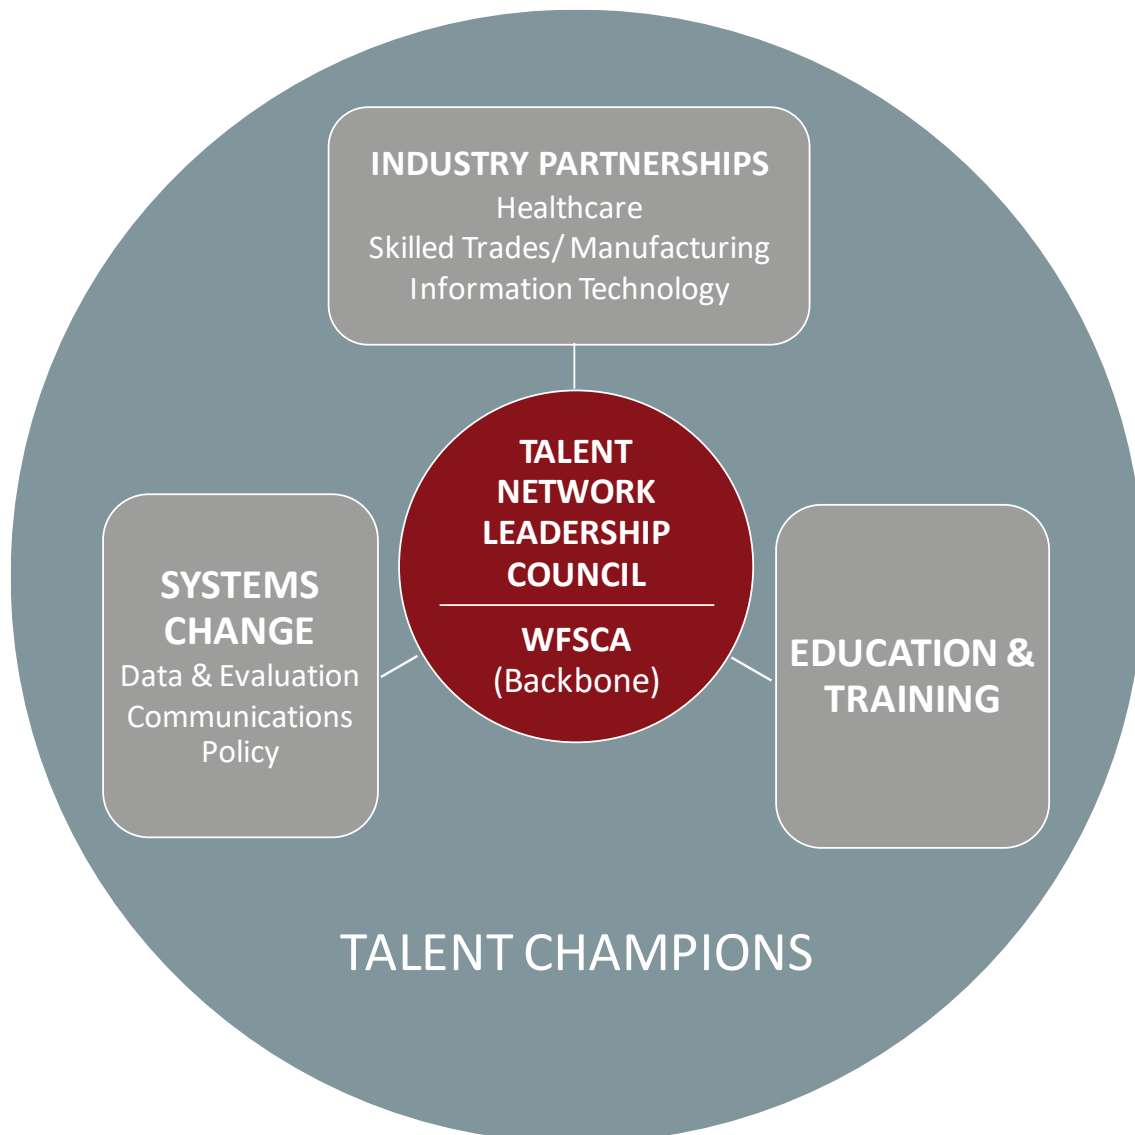 INDUSTRY PARTNERSHIPS
Healthcare
Skilled Trades/ Manufacturing
Information Technology
TALENT
NETWORK
LEADERSHIP
COUNCIL
WFSCA
(Backbone)
SYSTEMS
CHANGE
Data & Evaluation
Communications
Policy
EDUCATION &
TRAINING
TALENT CHAMPIONS